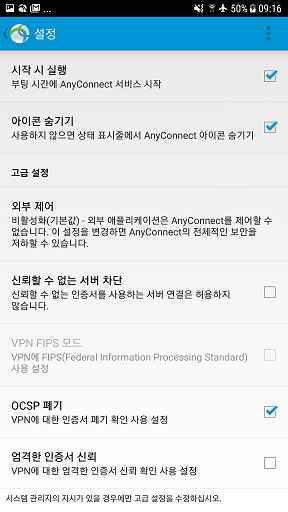 50% 09:16
설정
시작 시 실행
부팅 시간에 AnyConnect 서비스 시작
아이콘 숨기기
사용하지 않으면 상태 표시줄에서 AnyConnect 아이콘 숨기기
고급 설정
외부 제어
비활성화(기본값) - 외부 애플리케이션은 AnyConnect를 제어할 수
없습니다. 이 설정을 변경하면 AnyConnect의 전체적인 보안을
저하할 수 있습니다.
신뢰할 수 없는 서버 차단
신뢰할 수 없는 인증서를 사용하는 서버 연결은 허용하지
않습니다.
VPN FIPS 모드
VPN에 FIPS(Federal Information Processing Standard)
사용 설정
OCSP 폐기
VPN에 대한 인증서 폐기 확인 사용 설정
엄격한 인증서 신뢰
VPN에 대한 엄격한 인증서 신뢰 확인 사용 설정
시스템 관리자의 지시가 있을 경우에만 고급 설정을 수정하십시오.